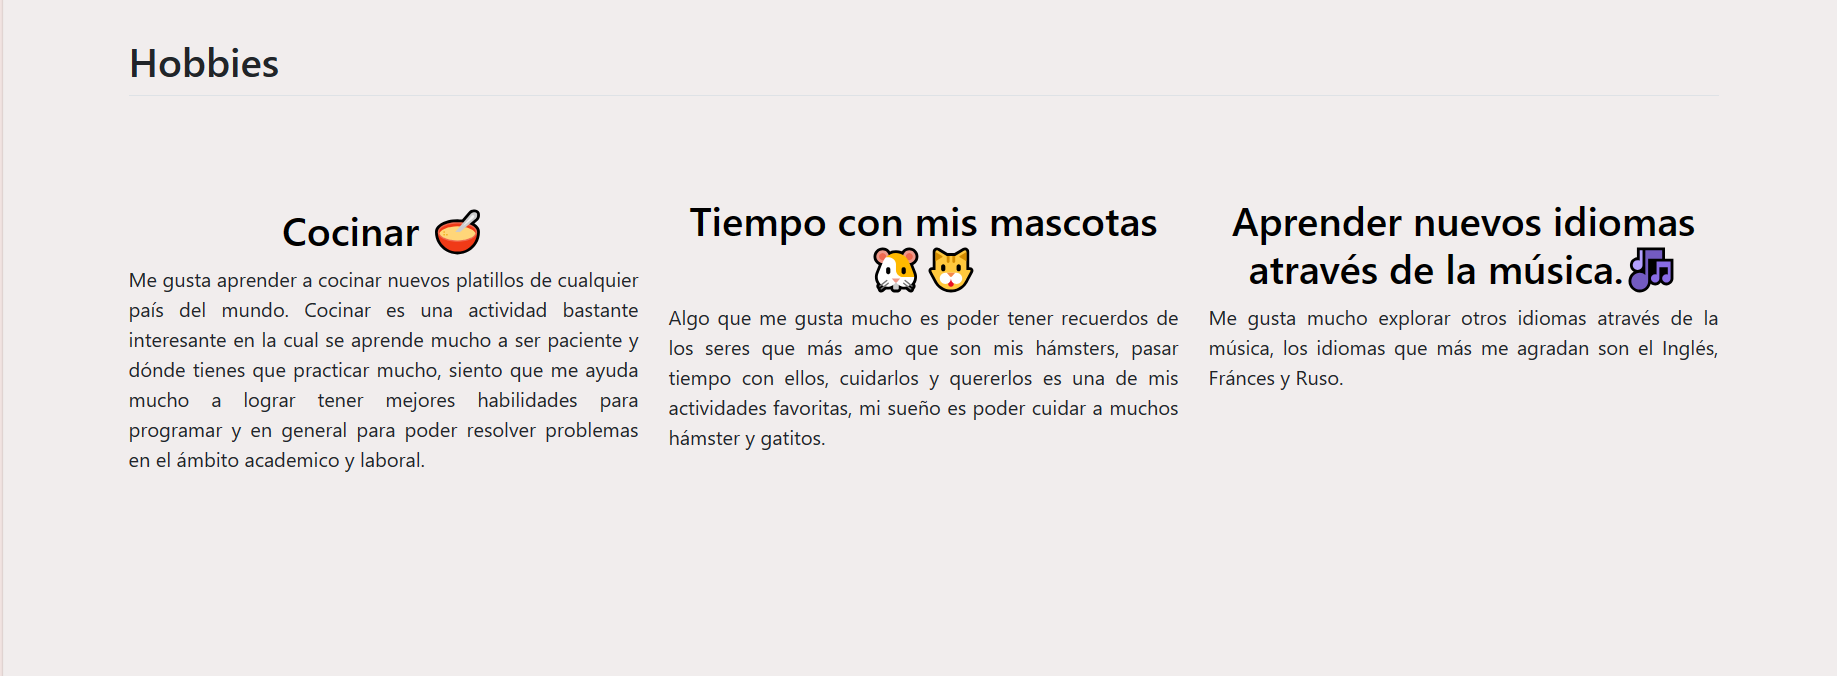 Hobbies
Cocinar 🥣
Me gusta aprender a cocinar nuevos platillos de cualquier
país del mundo. Cocinar es una actividad bastante
interesante en la cual se aprende mucho a ser paciente y
dónde tienes que practicar mucho, siento que me ayuda
mucho a lograr tener mejores habilidades para
programar y en general para poder resolver problemas
en el ámbito academico y laboral.
Tiempo con mis mascotas
🐹 🐱
Algo que me gusta mucho es poder tener recuerdos de
los seres que más amo que son mis hámsters, pasar
tiempo con ellos, cuidarlos y quererlos es una de mis
actividades favoritas, mi sueño es poder cuidar a muchos
hámster y gatitos.
Aprender nuevos idiomas
através de la música.🎶
Me gusta mucho explorar otros idiomas através de la
música, los idiomas que más me agradan son el Inglés,
Fránces y Ruso.